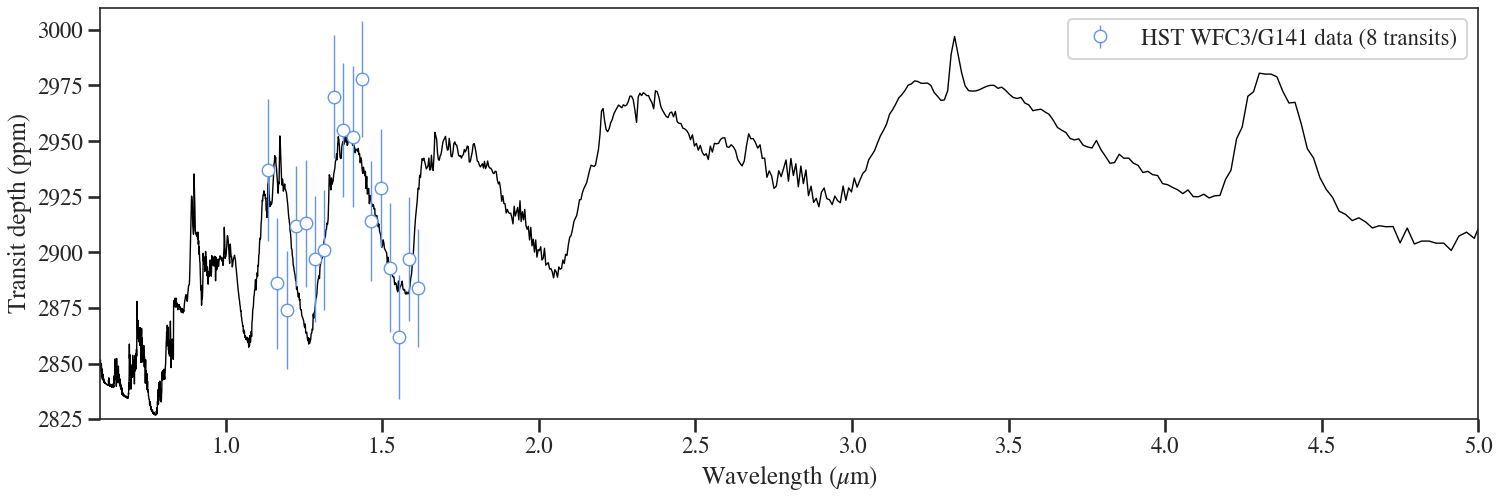 HST WFC3/G141 data (8 transits)
Transit depth (ppm)
3000
2975
2950
2925
2900
2875
2850
2825
1.0 1.5 2.0 2.5 3.0 3.5 4.0 4.5 5.0
Wavelength (μm)